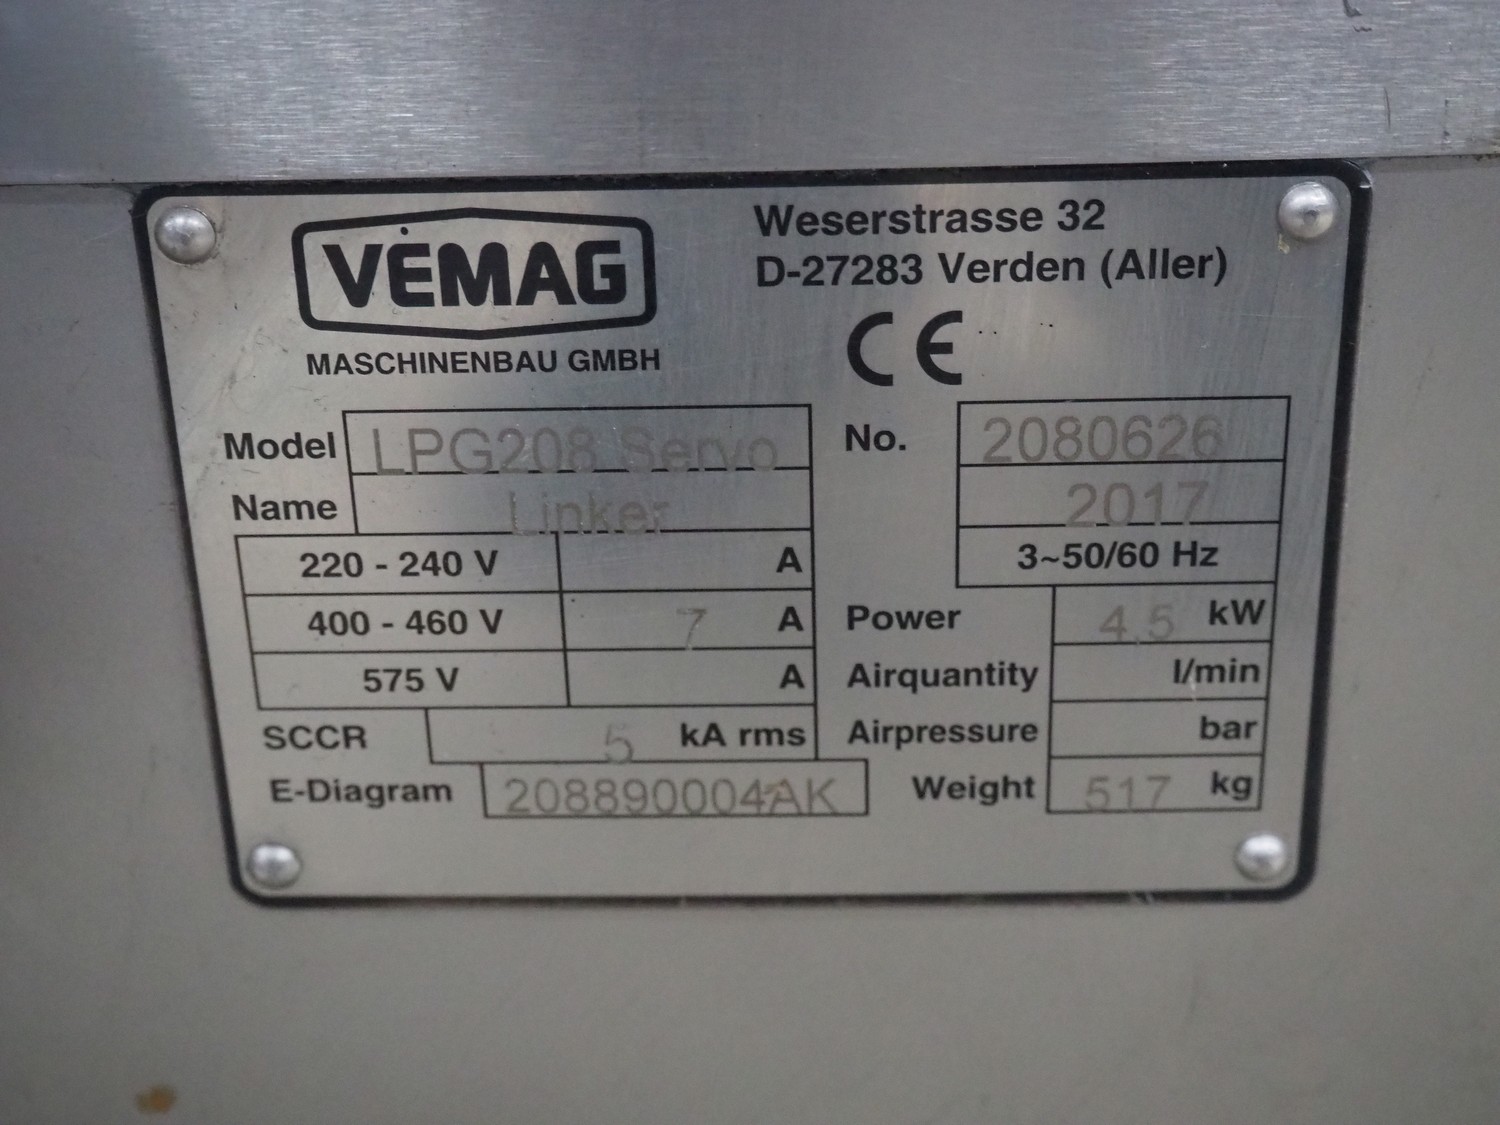 VEMAG
MASCHINENBAU GMBH
Weserstrasse 32
D-27283 Verden (Aller)
CE
Model LPG208 Servo
No. 2080626
Name Linker
2017
220 - 240 V A
3~50/60 Hz
400 - 460 V 7 A
Power 4,5 kW
575 V A
Airquantity l/min
SCCR 5 kA rms
Airpressure bar
E-Diagram 208890004AK
Weight 517 kg